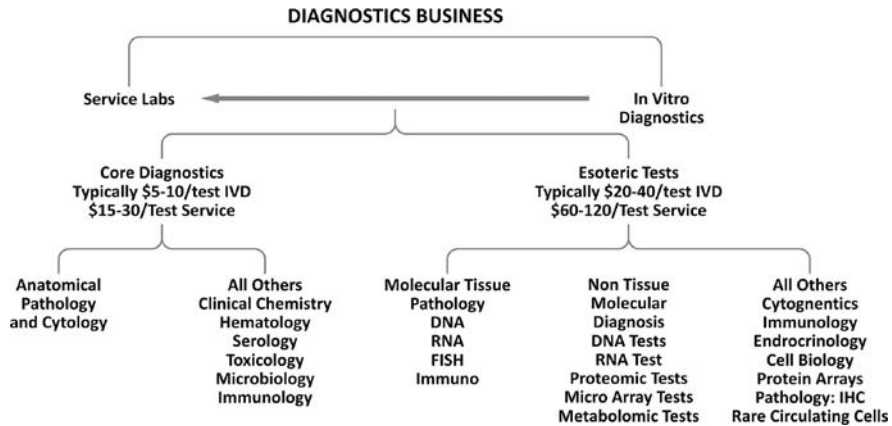 DIAGNOSTICS BUSINESS
Service Labs
In Vitro
Diagnostics
Core Diagnostics
Typically $5-10/test IVD
$15-30/Test Service
Esoteric Tests
Typically $20-40/test IVD
$60-120/Test Service
Anatomical
Pathology
and Cytology
All Others
Clinical Chemistry
Hematology
Serology
Toxicology
Microbiology
Immunology
Molecular Tissue
Pathology
DNA
RNA
FISH
Immuno
Non Tissue
Molecular
Diagnosis
DNA Tests
RNA Test
Proteomic Tests
Micro Array Tests
Metabolomic Tests
All Others
Cytognentics
Immunology
Endocrinology
Cell Biology
Protein Arrays
Pathology: IHC
Rare Circulating Cells